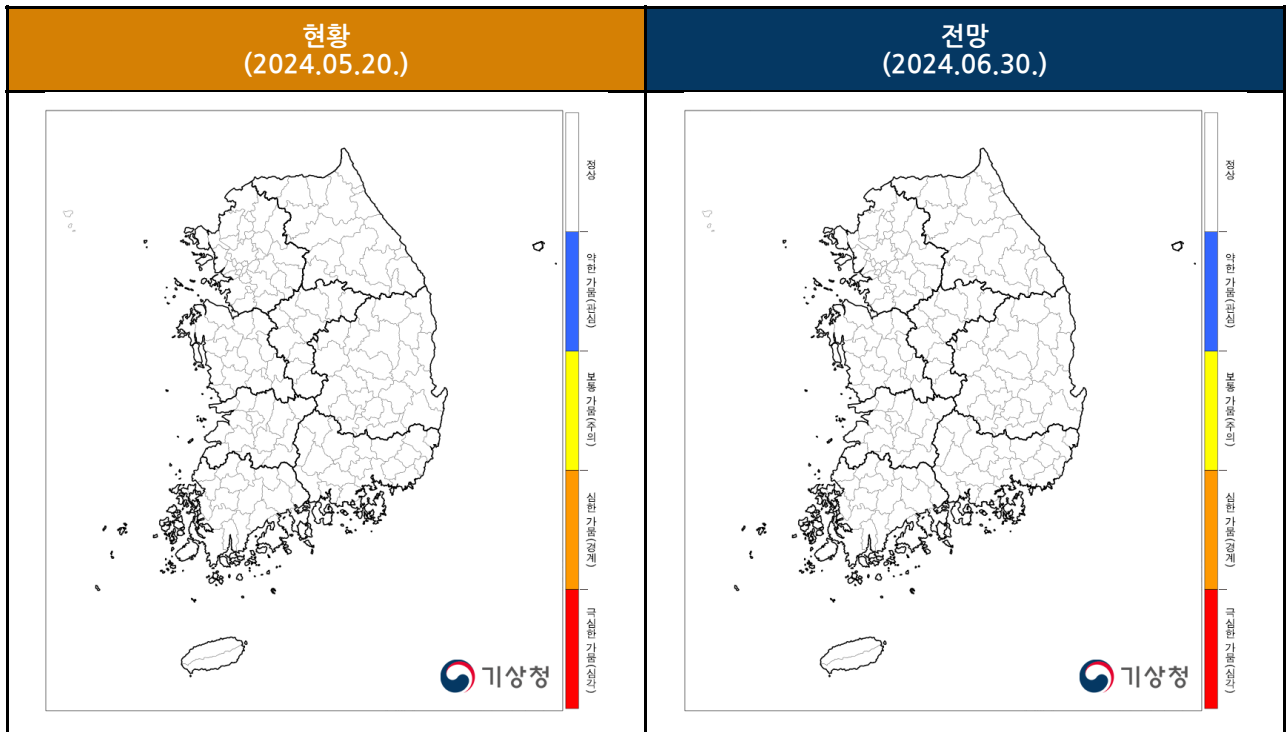 현황
(2024.05.20.)
전망
(2024.06.30.)
정상
약한 가뭄(관심)
보통 가뭄(주의)
심한 가뭄(경계)
극심한 가뭄(심각)
기상청
정상
약한 가뭄(관심)
보통 가뭄(주의)
심한 가뭄(경계)
극심한 가뭄(심각)
기상청